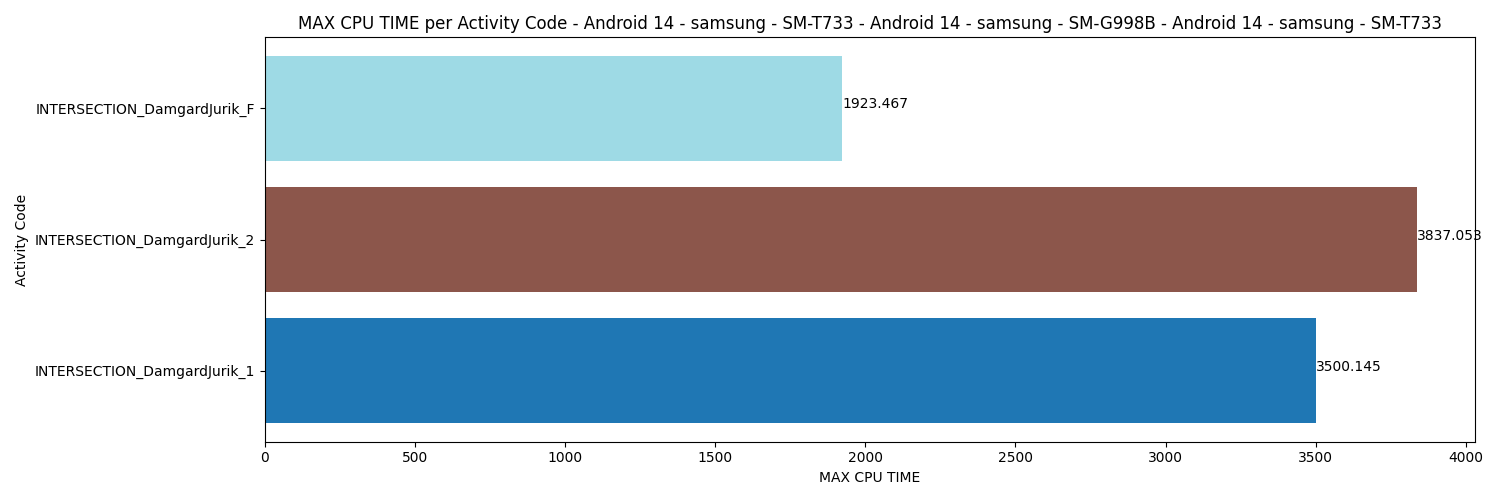 MAX CPU TIME per Activity Code - Android 14 - samsung - SM-T733 - Android 14 - samsung - SM-G998B - Android 14 - samsung - SM-T733
INTERSECTION_DamgardJurik_F
1923.467
INTERSECTION_DamgardJurik_2
3837.053
INTERSECTION_DamgardJurik_1
3500.145
Activity Code
0 500 1000 1500 2000 2500 3000 3500 4000
MAX CPU TIME